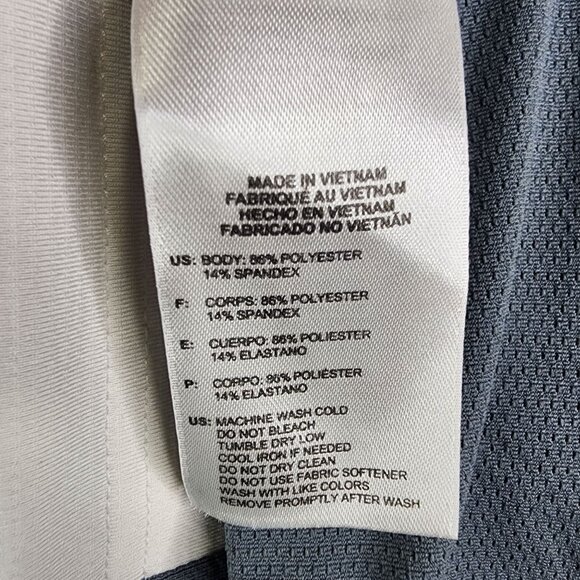 MADE IN VIETNAM
FABRIQUÉ AU VIETNAM
HECHO EN VIETNAM
FABRICADO NO VIETNÃN
US: BODY: 86% POLYESTER
14% SPANDEX
F: CORPS: 86% POLYESTER
14% SPANDEX
E: CUERPO: 86% POLIÉSTER
14% ELASTANO
P: CORPO: 86% POLIÉSTER
14% ELASTANO
US: MACHINE WASH COLD
DO NOT BLEACH
TUMBLE DRY LOW
COOL IRON IF NEEDED
DO NOT DRY CLEAN
DO NOT USE FABRIC SOFTENER
WASH WITH LIKE COLORS
REMOVE PROMPTLY AFTER WASH